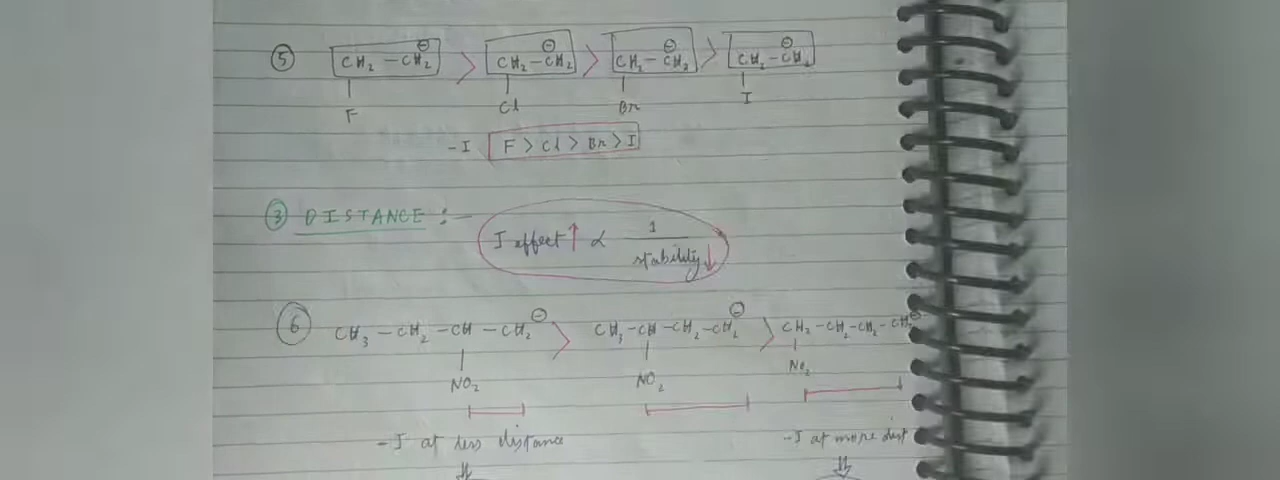 ⑤ CH₂ – CH₂⊖ > CH₂ – CH₂⊖ > CH₂ – CH₂⊖ > CH₂ – CH₂⊖
F Cl Br I
-I F > Cl > Br > I
③ DISTANCE :-
I effect ↑ ∝ 1 / stability ↓
⑥ CH₃ – CH₂ – CH – CH₂⊖ > CH₃ – CH – CH₂ – CH₂⊖ > CH₂ – CH₂ – CH₂ – CH₂⊖
NO₂ NO₂ NO₂
-I at less distance -I at more dist